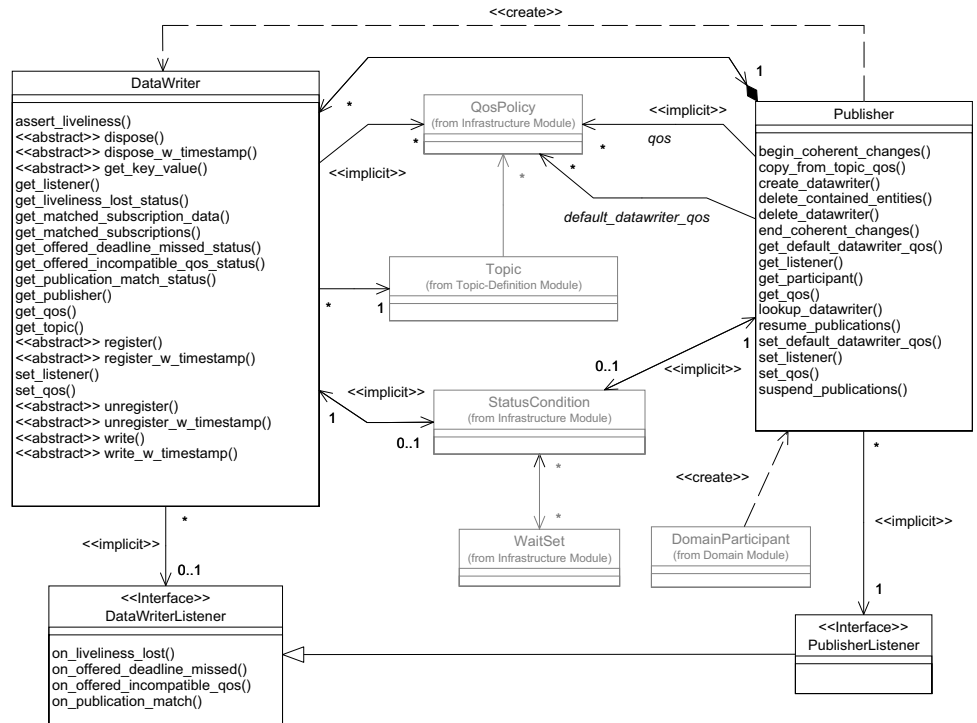 <<create>>
DataWriter
assert_liveliness()
<<abstract>> dispose()
<<abstract>> dispose_w_timestamp()
<<abstract>> get_key_value()
get_listener()
get_liveliness_lost_status()
get_matched_subscription_data()
get_matched_subscriptions()
get_offered_deadline_missed_status()
get_offered_incompatible_qos_status()
get_publication_match_status()
get_publisher()
get_qos()
get_topic()
<<abstract>> register()
<<abstract>> register_w_timestamp()
set_listener()
set_qos()
<<abstract>> unregister()
<<abstract>> unregister_w_timestamp()
<<abstract>> write()
<<abstract>> write_w_timestamp()
*
1
QosPolicy
(from Infrastructure Module)
*
<<implicit>>
<<implicit>>
qos
*
*
*
default_datawriter_qos
Publisher
begin_coherent_changes()
copy_from_topic_qos()
create_datawriter()
delete_contained_entities()
delete_datawriter()
end_coherent_changes()
get_default_datawriter_qos()
get_listener()
get_participant()
get_qos()
lookup_datawriter()
resume_publications()
set_default_datawriter_qos()
set_listener()
set_qos()
suspend_publications()
Topic
(from Topic-Definition Module)
*
1
1
0..1
<<implicit>>
<<implicit>>
1
0..1
StatusCondition
(from Infrastructure Module)
*
*
WaitSet
(from Infrastructure Module)
<<create>>
DomainParticipant
(from Domain Module)
*
<<implicit>>
1
*
<<implicit>>
0..1
<<Interface>>
DataWriterListener
on_liveliness_lost()
on_offered_deadline_missed()
on_offered_incompatible_qos()
on_publication_match()
<<Interface>>
PublisherListener